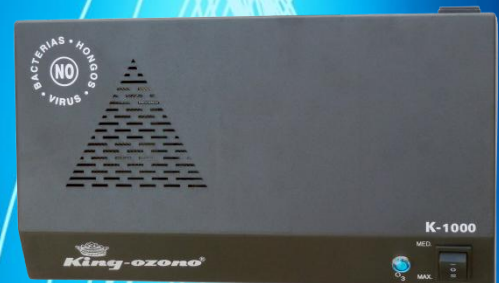 BACTERIAS • HONGOS • VIRUS •
NO
K-1000
MED.
King-ozono®
O3
MAX.